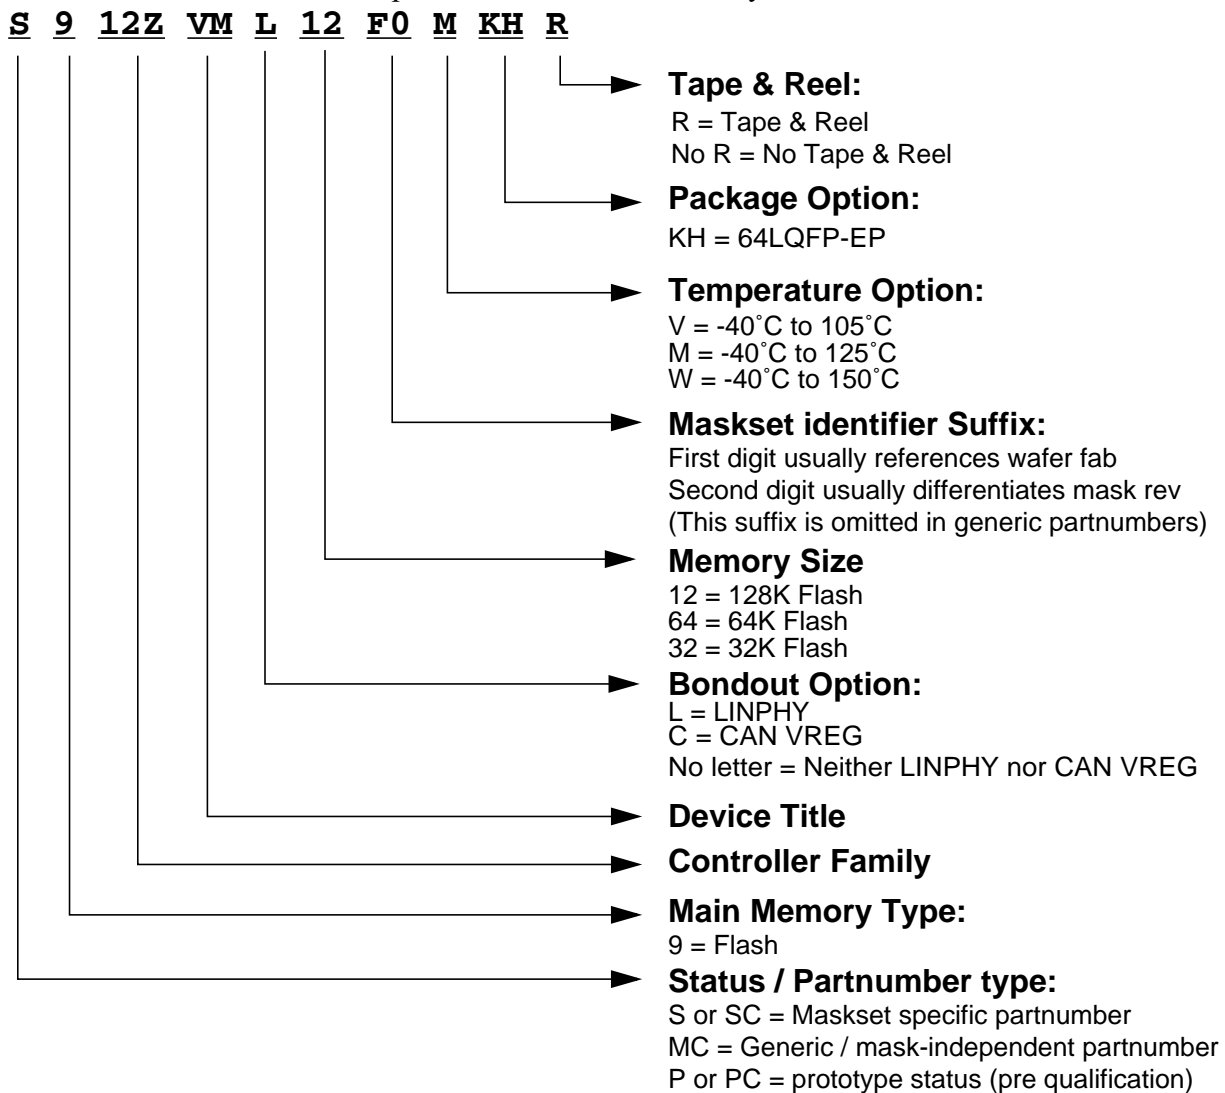 S 9 12Z VM L 12 F0 M KH R
Tape & Reel:
R = Tape & Reel
No R = No Tape & Reel
Package Option:
KH = 64LQFP-EP
Temperature Option:
V = -40˚C to 105˚C
M = -40˚C to 125˚C
W = -40˚C to 150˚C
Maskset identifier Suffix:
First digit usually references wafer fab
Second digit usually differentiates mask rev
(This suffix is omitted in generic partnumbers)
Memory Size
12 = 128K Flash
64 = 64K Flash
32 = 32K Flash
Bondout Option:
L = LINPHY
C = CAN VREG
No letter = Neither LINPHY nor CAN VREG
Device Title
Controller Family
Main Memory Type:
9 = Flash
Status / Partnumber type:
S or SC = Maskset specific partnumber
MC = Generic / mask-independent partnumber
P or PC = prototype status (pre qualification)